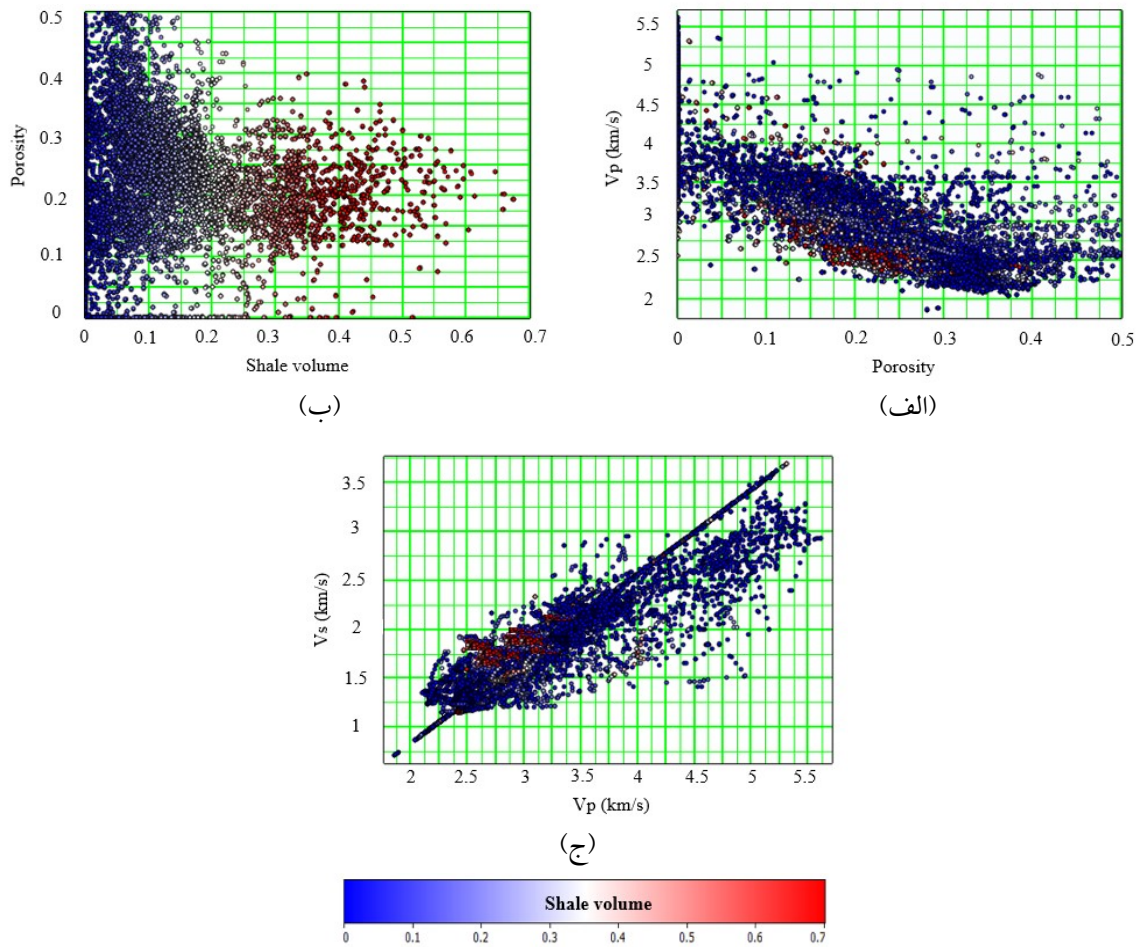 0.5
0.4
0.3
0.2
0.1
0
Porosity
0 0.1 0.2 0.3 0.4 0.5 0.6 0.7
Shale volume
(ب)
5.5
5
4.5
4
3.5
3
2.5
2
Vp (km/s)
0 0.1 0.2 0.3 0.4 0.5
Porosity
(الف)
3.5
3
2.5
2
1.5
1
Vs (km/s)
2 2.5 3 3.5 4 4.5 5 5.5
Vp (km/s)
(ج)
Shale volume
0 0.1 0.2 0.3 0.4 0.5 0.6 0.7